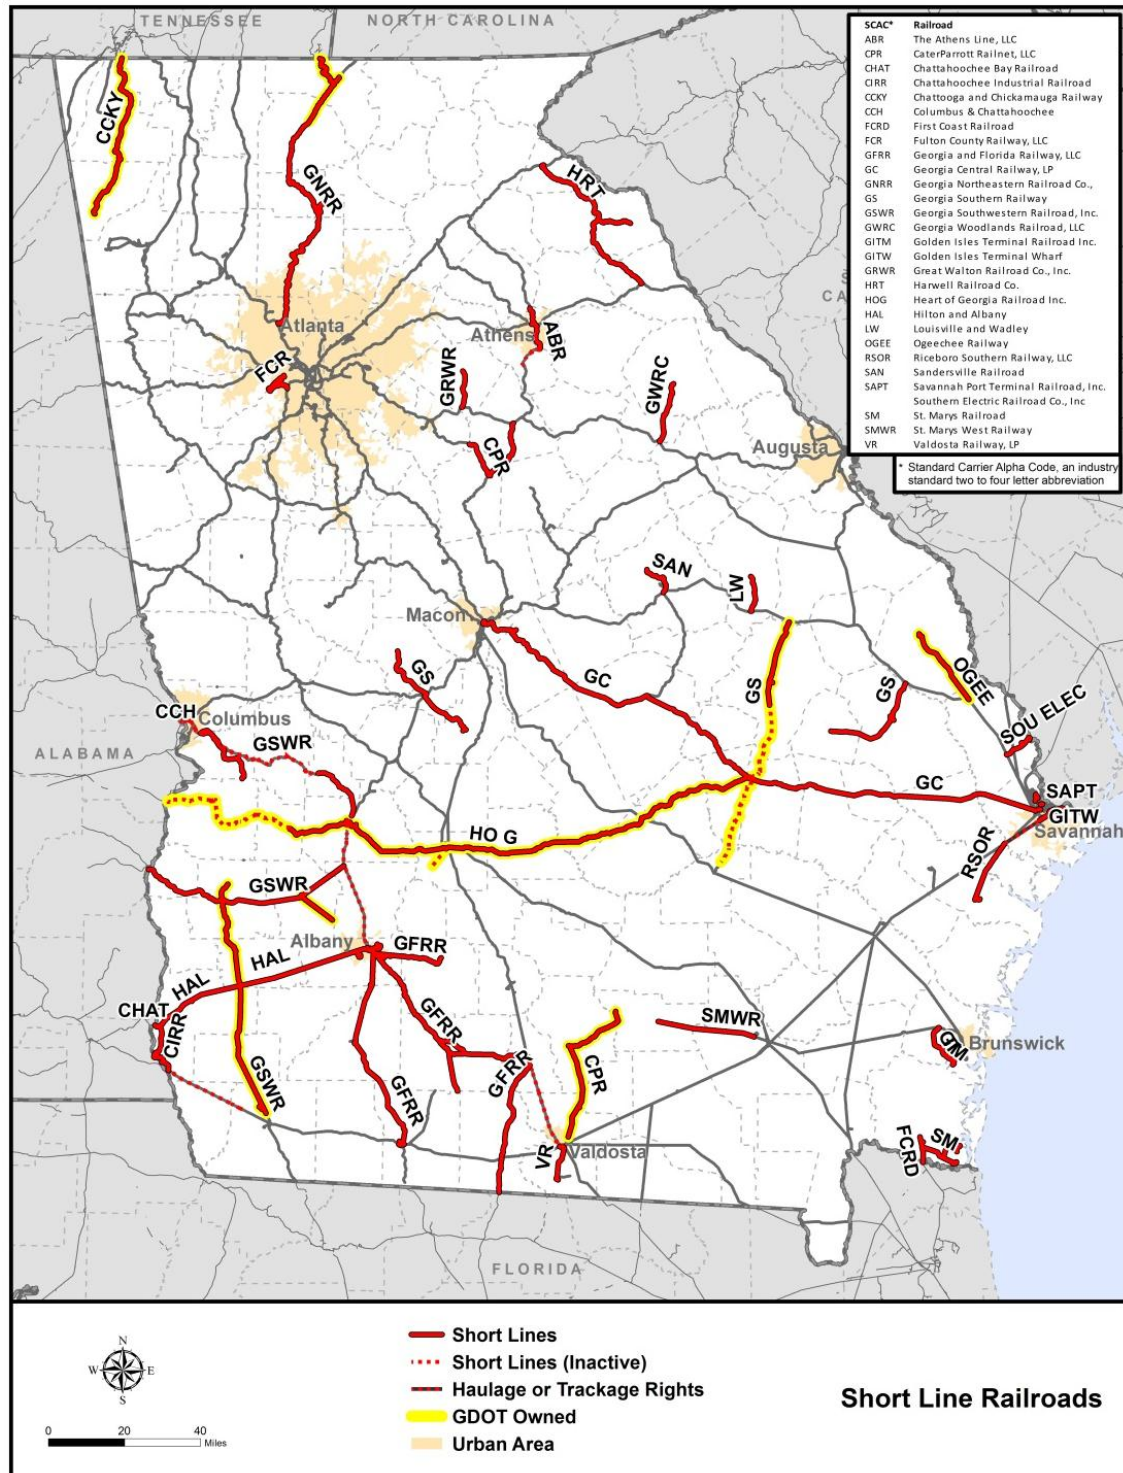 TENNESSEE
NORTH CAROLINA
SCAC* Railroad
ABR The Athens Line, LLC
CPR CaterParrott Railnet, LLC
CHAT Chattahoochee Bay Railroad
CIRR Chattahoochee Industrial Railroad
CCKY Chattooga and Chickamauga Railway
CCH Columbus & Chattahoochee
FCRD First Coast Railroad
FCR Fulton County Railway, LLC
GFRR Georgia and Florida Railway, LLC
GC Georgia Central Railway, LP
GNRR Georgia Northeastern Railroad Co.,
GS Georgia Southern Railway
GSWR Georgia Southwestern Railroad, Inc.
GWRC Georgia Woodlands Railroad, LLC
GITM Golden Isles Terminal Railroad Inc.
GITW Golden Isles Terminal Wharf
GRWR Great Walton Railroad Co., Inc.
HRT Harwell Railroad Co.
HOG Heart of Georgia Railroad Inc.
HAL Hilton and Albany
LW Louisville and Wadley
OGEE Ogeechee Railway
RSOR Riceboro Southern Railway, LLC
SAN Sandersville Railroad
SAPT Savannah Port Terminal Railroad, Inc.
Southern Electric Railroad Co., Inc
SM St. Marys Railroad
SMWR St. Marys West Railway
VR Valdosta Railway, LP
* Standard Carrier Alpha Code, an industry
standard two to four letter abbreviation
CCKY
GNRR
HRT
Atlanta
Athens
ABR
FCR
GRWR
GWRC
CPR
Augusta
SAN
LW
Macon
GS
GC
GS
GS
OGEE
CCH
Columbus
SOU ELEC
GSWR
ALABAMA
GC
SAPT
GITW
Savannah
HO G
RSOR
GSWR
Albany
GFRR
HAL
HAL
CHAT
CIRR
GFRR
SMWR
Brunswick
GSWR
GFRR
GFRR
CPR
FCRD
SM
VR
Valdosta
FLORIDA
N
W E
S
0 20 40
Miles
Short Lines
Short Lines (Inactive)
Haulage or Trackage Rights
GDOT Owned
Urban Area
Short Line Railroads